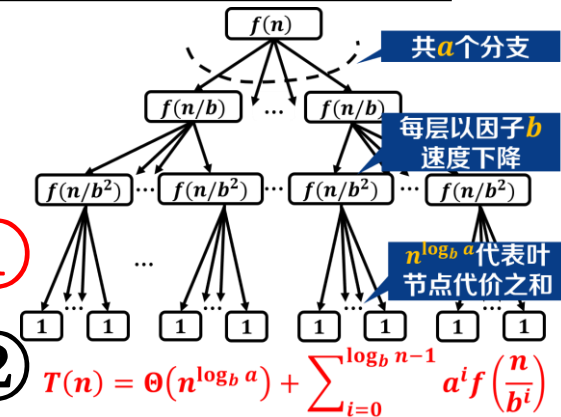 f(n)
共a个分支
f(n/b) ... f(n/b)
每层以因子b
速度下降
f(n/b²) ... f(n/b²) ... f(n/b²) ... f(n/b²)
n^{log_b a}代表叶
节点代价之和
...
... ... ... ...
1 1 1 1 1 1 1 1
2
T(n) = Θ(n^{log_b a}) + ∑_{i=0}^{log_b n−1} a^i f(n/b^i)